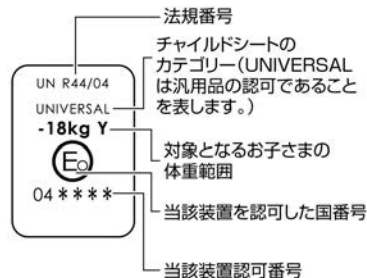 法規番号
チャイルドシートの
カテゴリー（UNIVERSAL
は汎用品の認可であること
を表します。）
UN R44/04
UNIVERSAL
-18kg Y
E0
04＊＊＊＊
対象となるお子さまの
体重範囲
当該装置を認可した国番号
当該装置認可番号